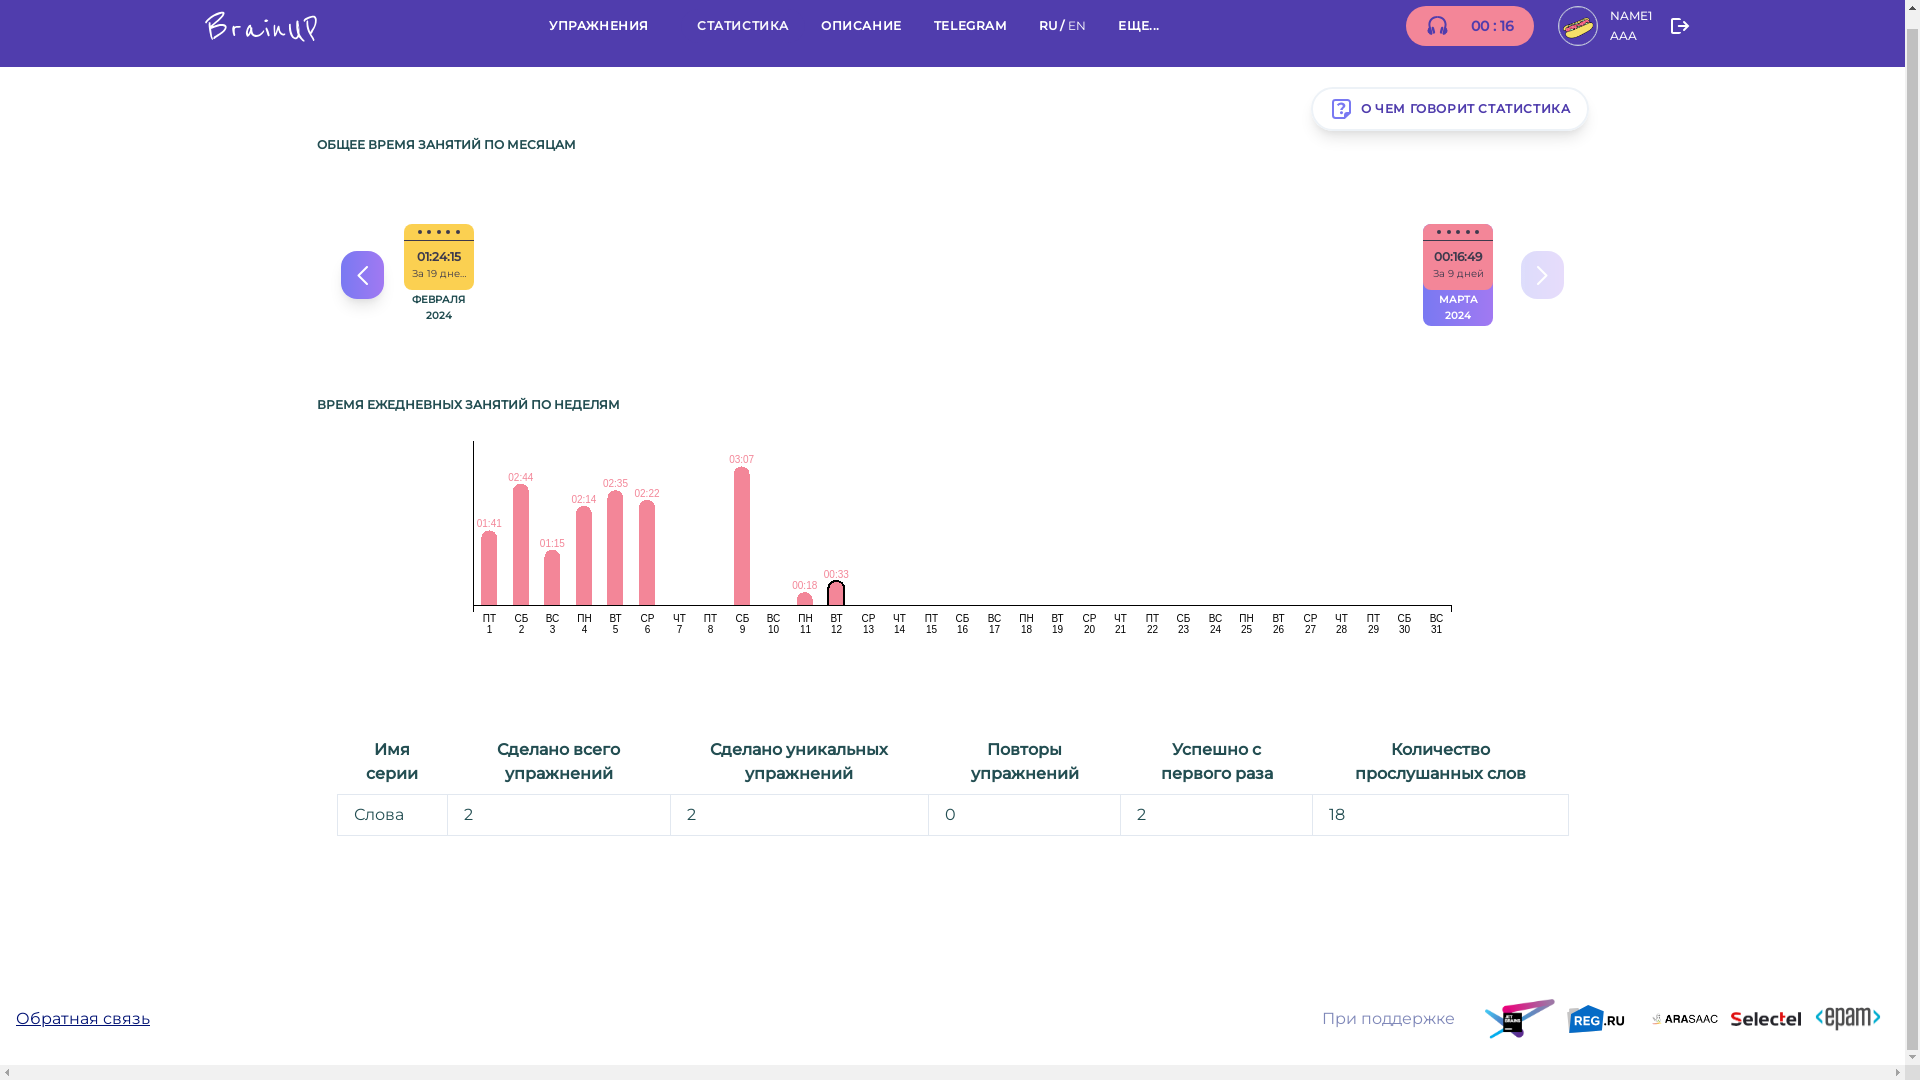 BrainUP
УПРАЖНЕНИЯ СТАТИСТИКА ОПИСАНИЕ TELEGRAM RU / EN ЕЩЕ...
00 : 16
NAME1
AAA
О ЧЕМ ГОВОРИТ СТАТИСТИКА
ОБЩЕЕ ВРЕМЯ ЗАНЯТИЙ ПО МЕСЯЦАМ
01:24:15
За 19 дне...
ФЕВРАЛЯ
2024
00:16:49
За 9 дней
МАРТА
2024
ВРЕМЯ ЕЖЕДНЕВНЫХ ЗАНЯТИЙ ПО НЕДЕЛЯМ
01:41 02:44 01:15 02:14 02:35 02:22 03:07 00:18 00:33
ПТ СБ ВС ПН ВТ СР ЧТ ПТ СБ ВС ПН ВТ СР ЧТ ПТ СБ ВС ПН ВТ СР ЧТ ПТ СБ ВС ПН ВТ СР ЧТ ПТ СБ ВС
1 2 3 4 5 6 7 8 9 10 11 12 13 14 15 16 17 18 19 20 21 22 23 24 25 26 27 28 29 30 31
Имя серии
Сделано всего упражнений
Сделано уникальных упражнений
Повторы упражнений
Успешно с первого раза
Количество прослушанных слов
Слова 2 2 0 2 18
Обратная связь
При поддержке
JET BRAINS
REG.RU
ARASAAC
Selectel
<epam>